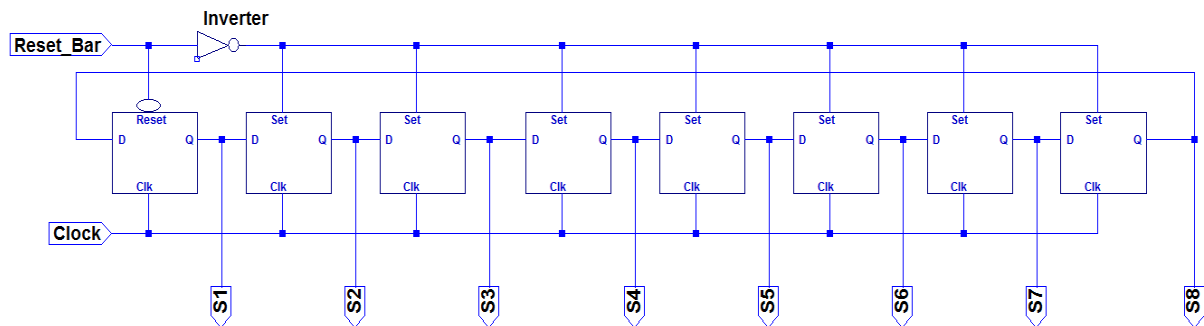 Inverter
Reset_Bar
Reset Set Set Set Set Set Set Set
D Q D Q D Q D Q D Q D Q D Q D Q
Clk Clk Clk Clk Clk Clk Clk Clk
Clock
S1 S2 S3 S4 S5 S6 S7 S8